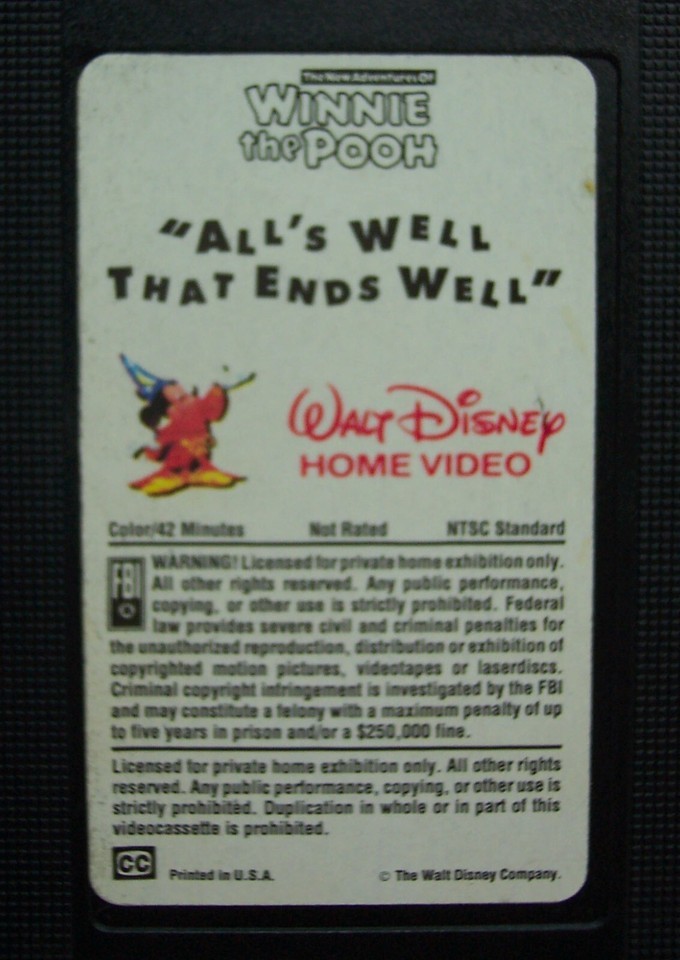 The New Adventures Of
WINNIE
the POOH
"ALL'S WELL
THAT ENDS WELL"
WALT DISNEY
HOME VIDEO
Color/42 Minutes Not Rated NTSC Standard
FBI
WARNING! Licensed for private home exhibition only.
All other rights reserved. Any public performance,
copying, or other use is strictly prohibited. Federal
law provides severe civil and criminal penalties for
the unauthorized reproduction, distribution or exhibition of
copyrighted motion pictures, videotapes or laserdiscs.
Criminal copyright infringement is investigated by the FBI
and may constitute a felony with a maximum penalty of up
to five years in prison and/or a $250,000 fine.
Licensed for private home exhibition only. All other rights
reserved. Any public performance, copying, or other use is
strictly prohibited. Duplication in whole or in part of this
videocassette is prohibited.
CC
Printed in U.S.A. © The Walt Disney Company.